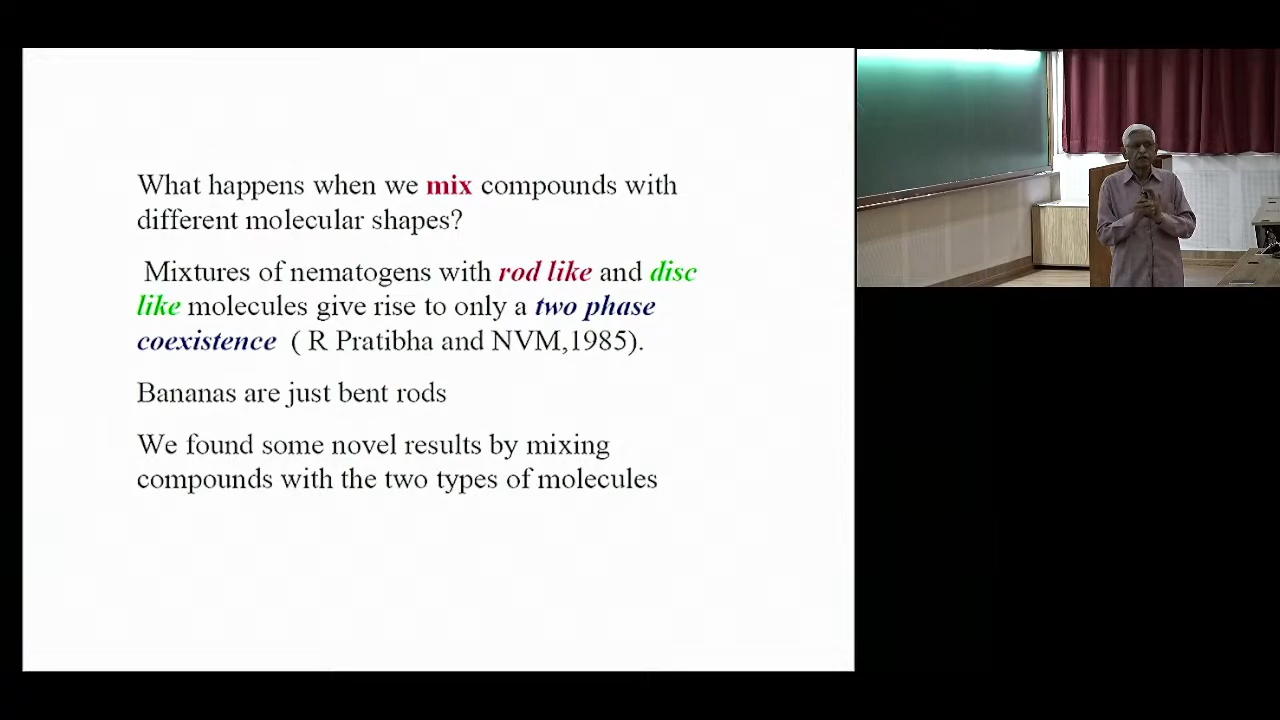 What happens when we mix compounds with
different molecular shapes?
Mixtures of nematogens with rod like and disc
like molecules give rise to only a two phase
coexistence ( R Pratibha and NVM,1985).
Bananas are just bent rods
We found some novel results by mixing
compounds with the two types of molecules